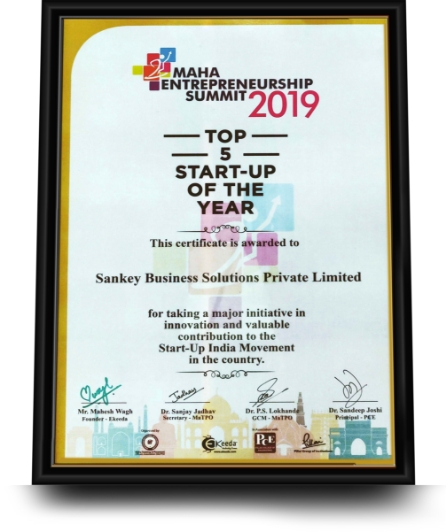 MAHA
ENTREPRENEURSHIP
SUMMIT 2019
TOP
5
START-UP
OF THE
YEAR
This certificate is awarded to
Sankey Business Solutions Private Limited
for taking a major initiative in
innovation and valuable
contribution to the
Start-Up India Movement
in the country.
Mr. Mahesh Wagh
Founder - Ekeeda
Dr. Sanjay Jadhav
Secretary - MaTPO
Dr. P.S. Lokhande
GCM - MaTPO
Dr. Sandeep Joshi
Principal - PCE
Ekeeda
PCE